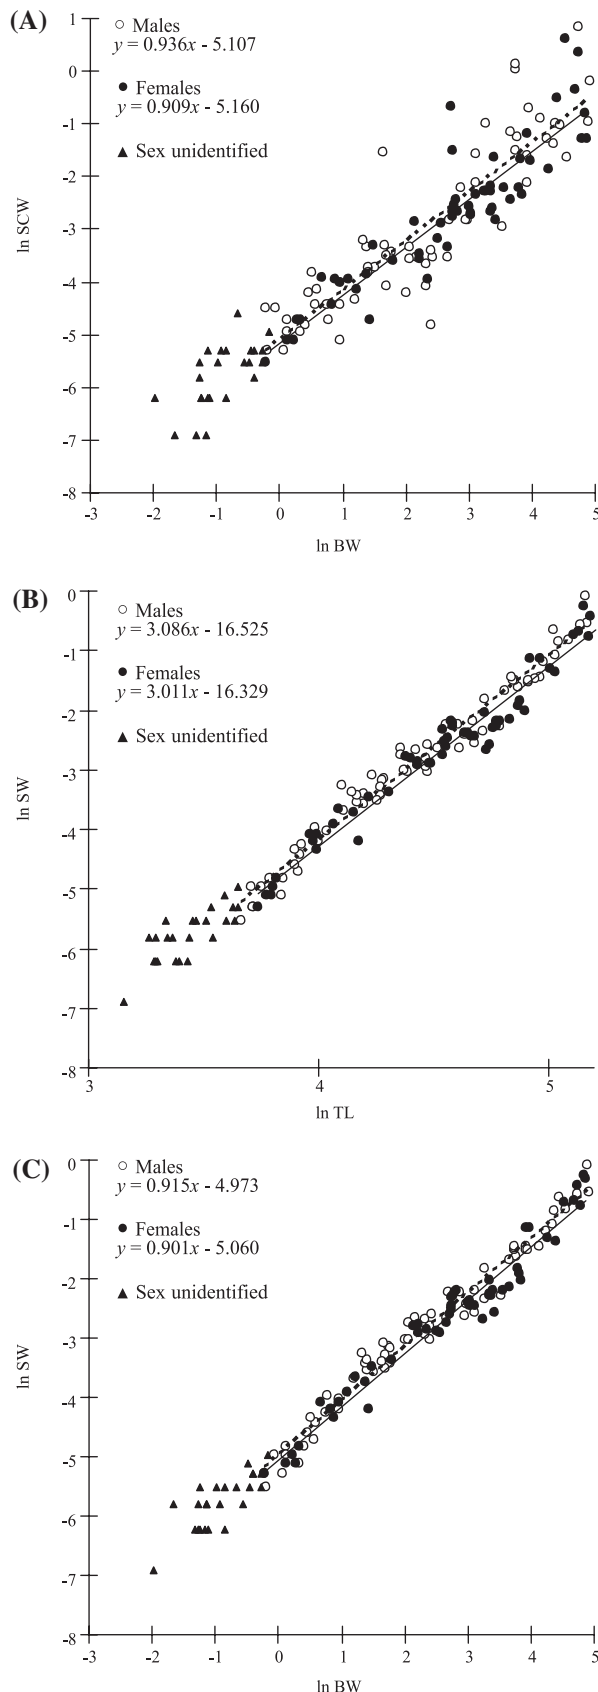 (A)
Males
y = 0.936x - 5.107
Females
y = 0.909x - 5.160
Sex unidentified
ln SCW
1
0
-1
-2
-3
-4
-5
-6
-7
-8
-3 -2 -1 0 1 2 3 4 5
ln BW
(B)
Males
y = 3.086x - 16.525
Females
y = 3.011x - 16.329
Sex unidentified
ln SW
0
-1
-2
-3
-4
-5
-6
-7
-8
3 4 5
ln TL
(C)
Males
y = 0.915x - 4.973
Females
y = 0.901x - 5.060
Sex unidentified
ln SW
0
-1
-2
-3
-4
-5
-6
-7
-8
-3 -2 -1 0 1 2 3 4 5
ln BW